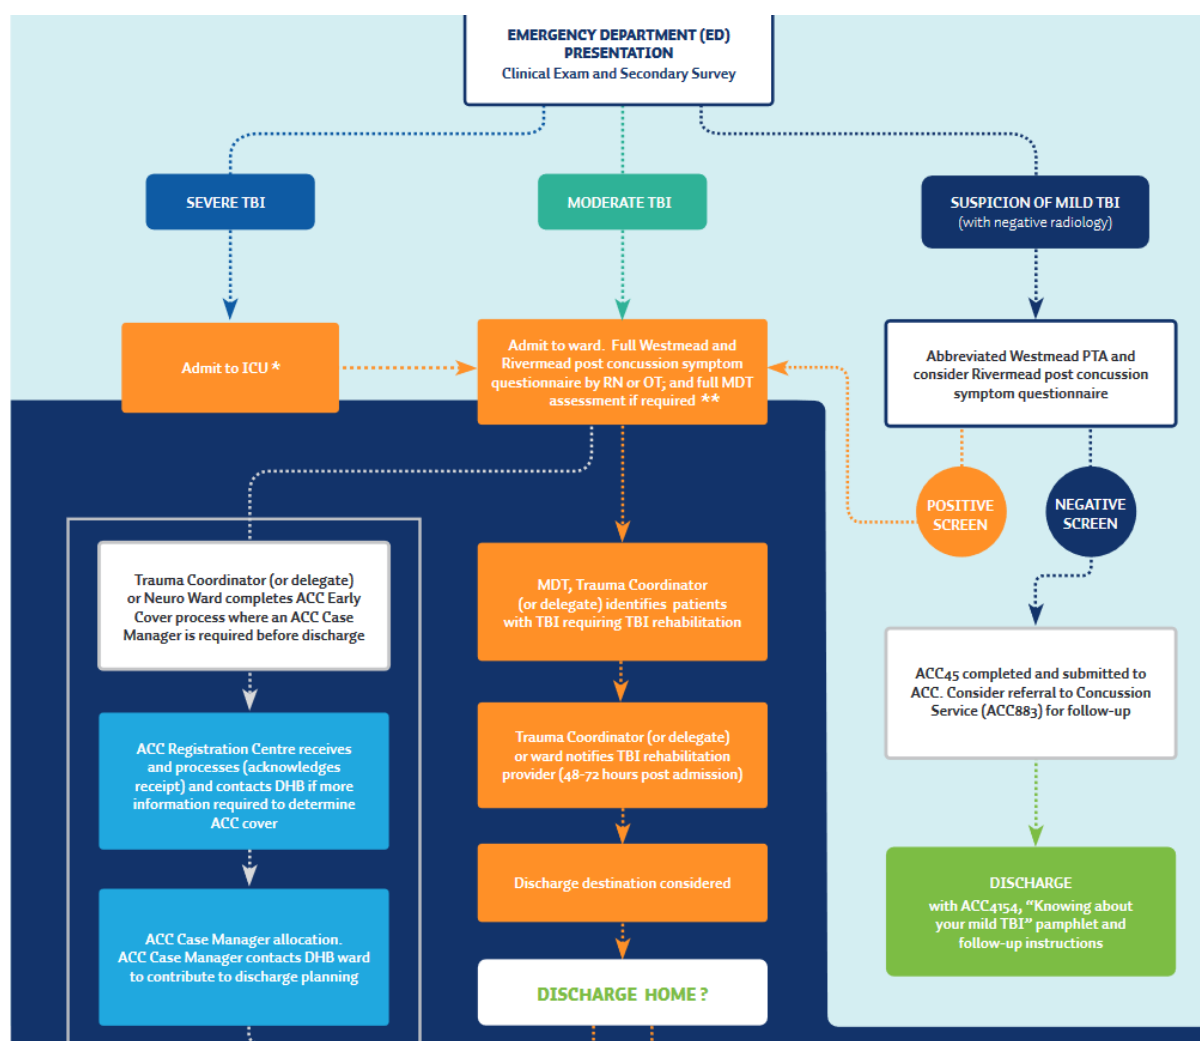 EMERGENCY DEPARTMENT (ED)
PRESENTATION
Clinical Exam and Secondary Survey
SEVERE TBI
MODERATE TBI
SUSPICION OF MILD TBI
(with negative radiology)
Admit to ICU *
Admit to ward. Full Westmead and
Rivermead post concussion symptom
questionnaire by RN or OT; and full MDT
assessment if required **
Abbreviated Westmead PTA and
consider Rivermead post concussion
symptom questionnaire
POSITIVE
SCREEN
NEGATIVE
SCREEN
Trauma Coordinator (or delegate)
or Neuro Ward completes ACC Early
Cover process where an ACC Case
Manager is required before discharge
MDT, Trauma Coordinator
(or delegate) identifies patients
with TBI requiring TBI rehabilitation
ACC45 completed and submitted to
ACC. Consider referral to Concussion
Service (ACC883) for follow-up
ACC Registration Centre receives
and processes (acknowledges
receipt) and contacts DHB if more
information required to determine
ACC cover
Trauma Coordinator (or delegate)
or ward notifies TBI rehabilitation
provider (48-72 hours post admission)
Discharge destination considered
DISCHARGE
with ACC4154, “Knowing about
your mild TBI” pamphlet and
follow-up instructions
ACC Case Manager allocation.
ACC Case Manager contacts DHB ward
to contribute to discharge planning
DISCHARGE HOME ?